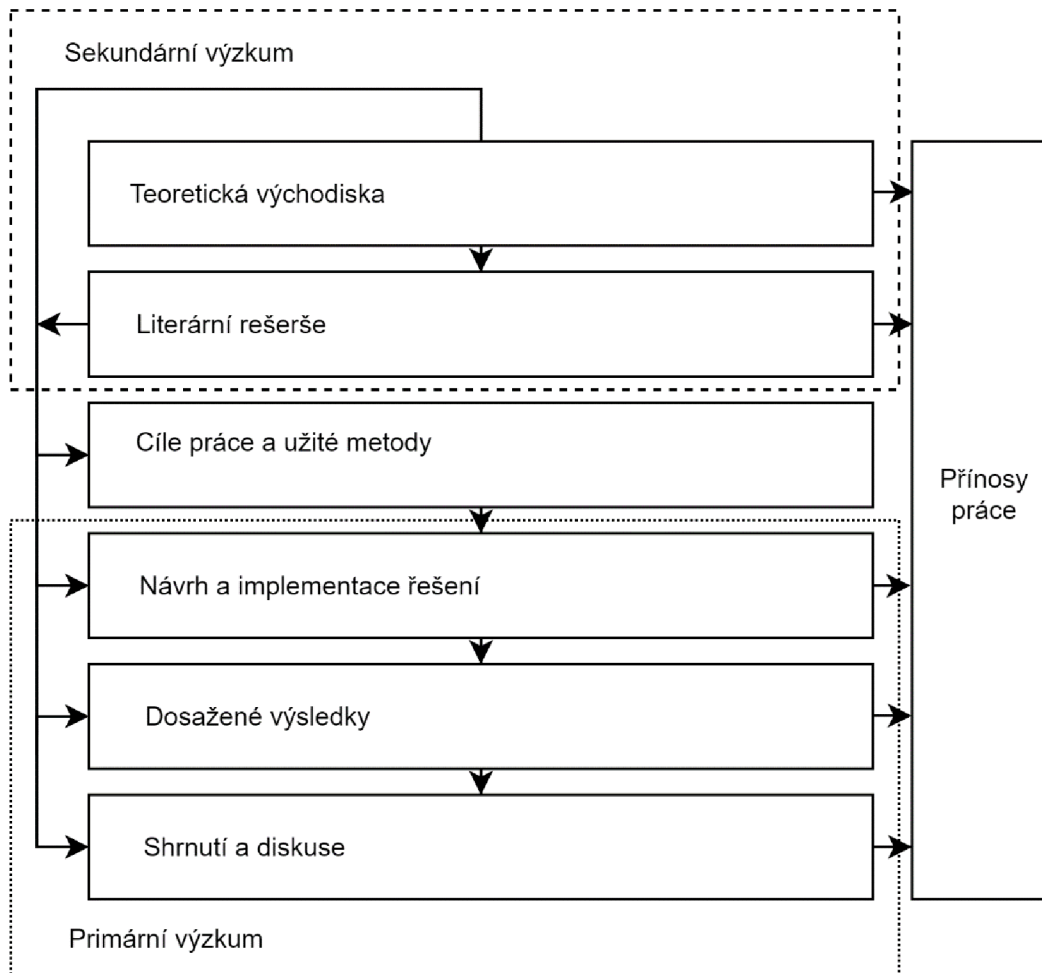 Sekundární výzkum
Teoretická východiska
Literární rešerše
Cíle práce a užité metody
Návrh a implementace řešení
Dosažené výsledky
Shrnutí a diskuse
Primární výzkum
Přínosy
práce